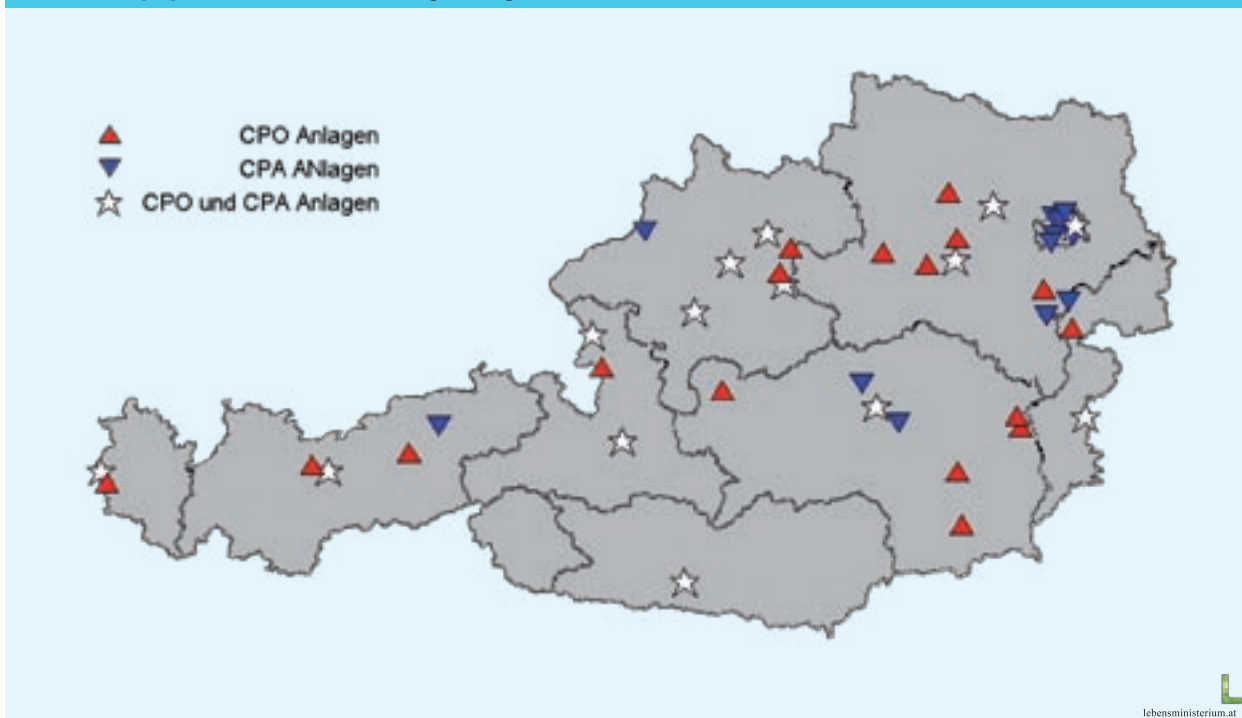 CPO Anlagen
CPA ANlagen
CPO und CPA Anlagen
lebensministerium.at